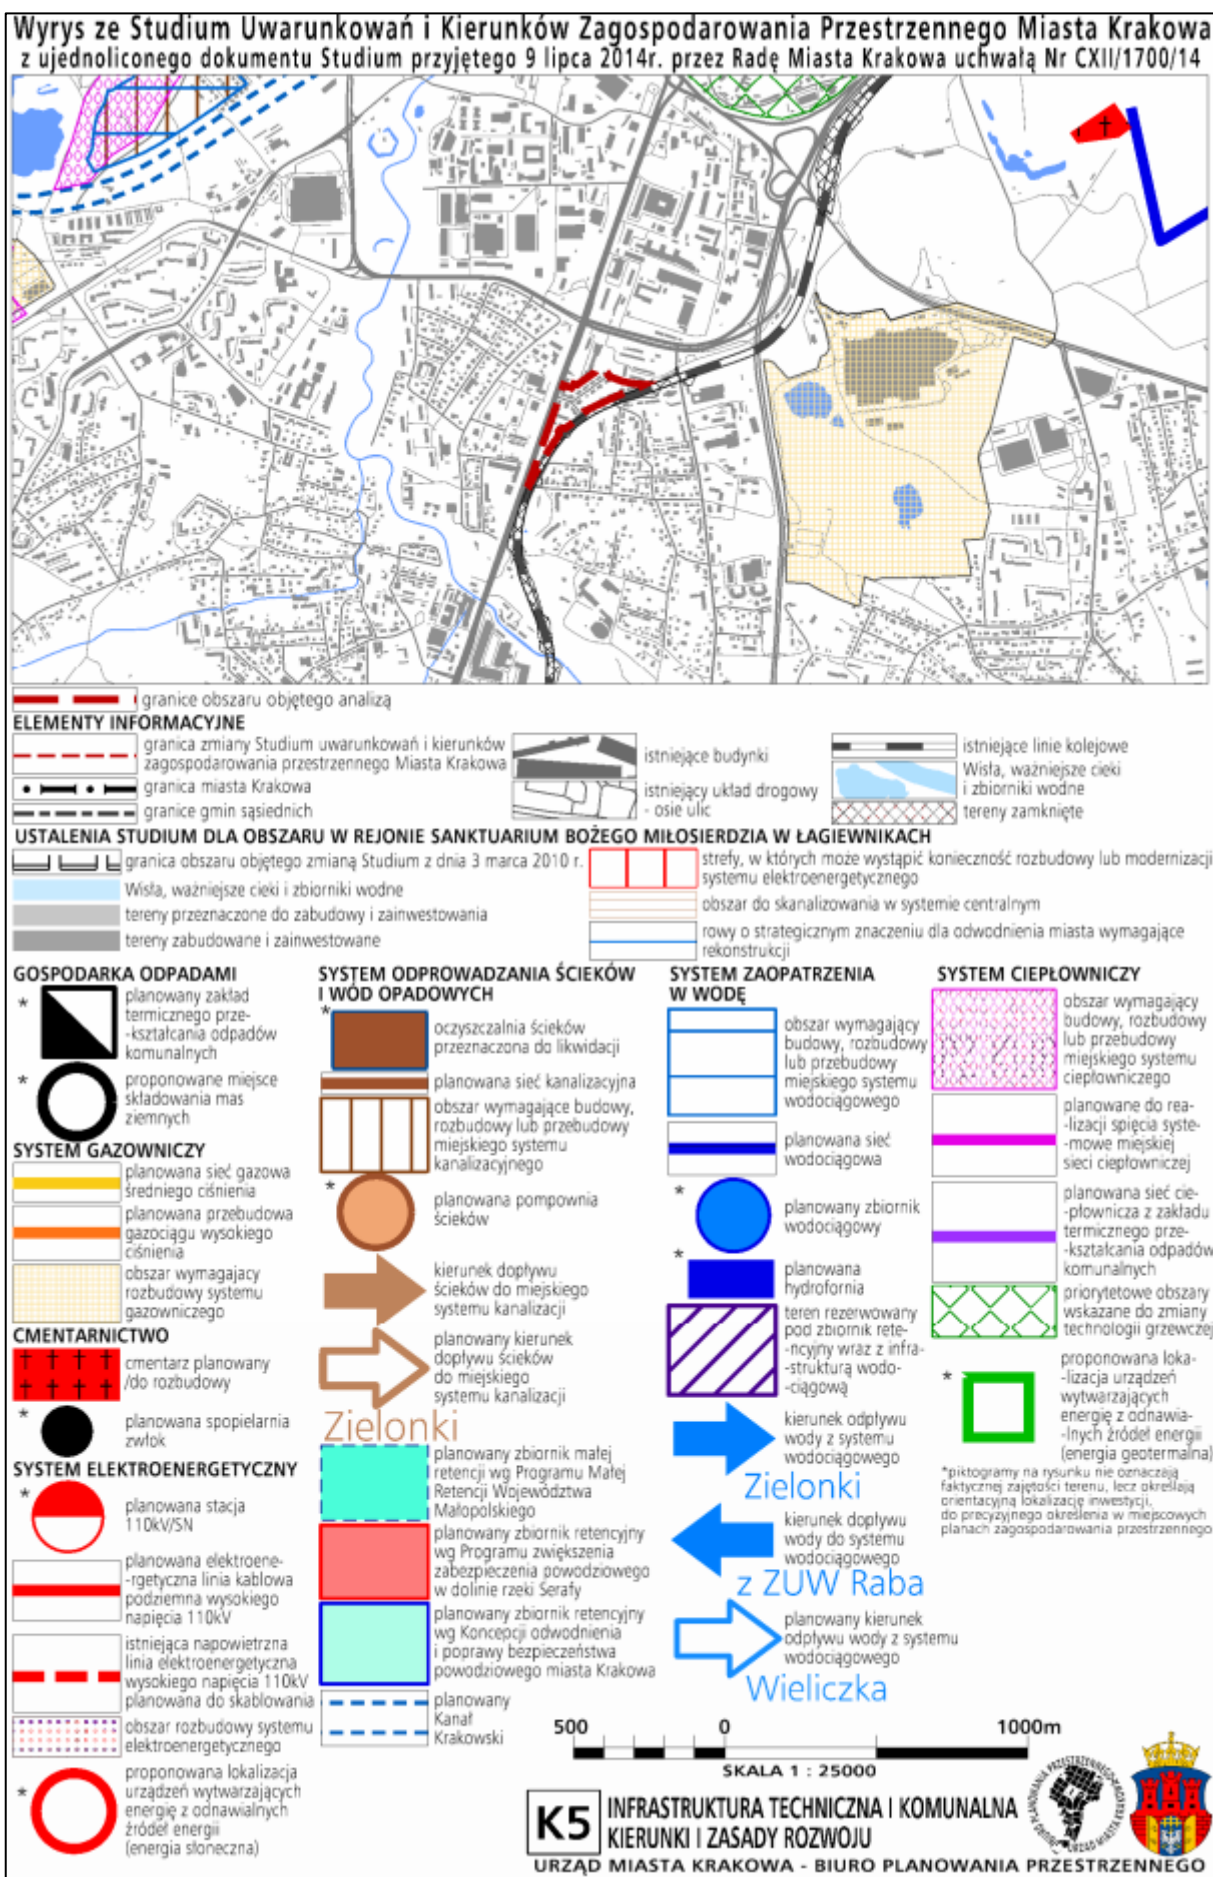 Wyrys ze Studium Uwarunkowań i Kierunków Zagospodarowania Przestrzennego Miasta Krakowa
z ujednoliconego dokumentu Studium przyjętego 9 lipca 2014r. przez Radę Miasta Krakowa uchwałą Nr CXII/1700/14
granice obszaru objętego analizą
ELEMENTY INFORMACYJNE
granica zmiany Studium uwarunkowań i kierunków
zagospodarowania przestrzennego Miasta Krakowa
granica miasta Krakowa
granice gmin sąsiednich
istniejące budynki
istniejący układ drogowy
- osie ulic
istniejące linie kolejowe
Wisła, ważniejsze cieki
i zbiorniki wodne
tereny zamknięte
USTALENIA STUDIUM DLA OBSZARU W REJONIE SANKTUARIUM BOŻEGO MIŁOSIERDZIA W ŁAGIEWNIKACH
granica obszaru objętego zmianą Studium z dnia 3 marca 2010 r.
Wisła, ważniejsze cieki i zbiorniki wodne
tereny przeznaczone do zabudowy i zainwestowania
tereny zabudowane i zainwestowane
strefy, w których może wystąpić konieczność rozbudowy lub modernizacji
systemu elektroenergetycznego
obszar do skanalizowania w systemie centralnym
rowy o strategicznym znaczeniu dla odwodnienia miasta wymagające
rekonstrukcji
GOSPODARKA ODPADAMI
*
planowany zakład
termicznego prze-
-kształcania odpadów
komunalnych
*
proponowane miejsce
składowania mas
ziemnych
SYSTEM GAZOWNICZY
planowana sieć gazowa
średniego ciśnienia
planowana przebudowa
gazociągu wysokiego
ciśnienia
obszar wymagajacy
rozbudowy systemu
gazowniczego
CMENTARNICTWO
cmentarz planowany
/do rozbudowy
*
planowana spopielarnia
zwłok
SYSTEM ELEKTROENERGETYCZNY
*
planowana stacja
110kV/SN
planowana elektroene-
-rgetyczna linia kablowa
podziemna wysokiego
napięcia 110kV
istniejąca napowietrzna
linia elektroenergetyczna
wysokiego napięcia 110kV
planowana do skablowania
obszar rozbudowy systemu
elektroenergetycznego
*
proponowana lokalizacja
urządzeń wytwarzających
energię z odnawialnych
źródeł energii
(energia słoneczna)
SYSTEM ODPROWADZANIA ŚCIEKÓW
I WÓD OPADOWYCH
*
oczyszczalnia ścieków
przeznaczona do likwidacji
planowana sieć kanalizacyjna
obszar wymagające budowy,
rozbudowy lub przebudowy
miejskiego systemu
kanalizacyjnego
*
planowana pompownia
ścieków
kierunek dopływu
ścieków do miejskiego
systemu kanalizacji
planowany kierunek
dopływu ścieków
do miejskiego
systemu kanalizacji
Zielonki
planowany zbiornik małej
retencji wg Programu Małej
Retencji Województwa
Małopolskiego
planowany zbiornik retencyjny
wg Programu zwiększenia
zabezpieczenia powodziowego
w dolinie rzeki Serafy
planowany zbiornik retencyjny
wg Koncepcji odwodnienia
i poprawy bezpieczeństwa
powodziowego miasta Krakowa
planowany
Kanał
Krakowski
SYSTEM ZAOPATRZENIA
W WODĘ
obszar wymagający
budowy, rozbudowy
lub przebudowy
miejskiego systemu
wodociągowego
planowana sieć
wodociągowa
*
planowany zbiornik
wodociągowy
*
planowana
hydrofornia
teren rezerwowany
pod zbiornik rete-
-ncyjny wraz z infra-
-strukturą wodo-
-ciągową
kierunek odpływu
wody z systemu
wodociągowego
Zielonki
kierunek dopływu
wody do systemu
wodociągowego
z ZUW Raba
planowany kierunek
odpływu wody z systemu
wodociągowego
Wieliczka
SYSTEM CIEPŁOWNICZY
obszar wymagający
budowy, rozbudowy
lub przebudowy
miejskiego systemu
ciepłowniczego
planowane do rea-
-lizacji spięcia syste-
-mowe miejskiej
sieci ciepłowniczej
planowana sieć cie-
-płownicza z zakładu
termicznego prze-
-kształcania odpadów
komunalnych
priorytetowe obszary
wskazane do zmiany
technologii grzewczej
*
proponowana loka-
-lizacja urządzeń
wytwarzających
energię z odnawia-
-lnych źródeł energii
(energia geotermalna)
*piktogramy na rysunku nie oznaczają
faktycznej zajętości terenu, lecz określają
orientacyjną lokalizację inwestycji,
do precyzyjnego określenia w miejscowych
planach zagospodarowania przestrzennego
500 0 1000m
SKALA 1 : 25000
K5
INFRASTRUKTURA TECHNICZNA I KOMUNALNA
KIERUNKI I ZASADY ROZWOJU
URZĄD MIASTA KRAKOWA - BIURO PLANOWANIA PRZESTRZENNEGO